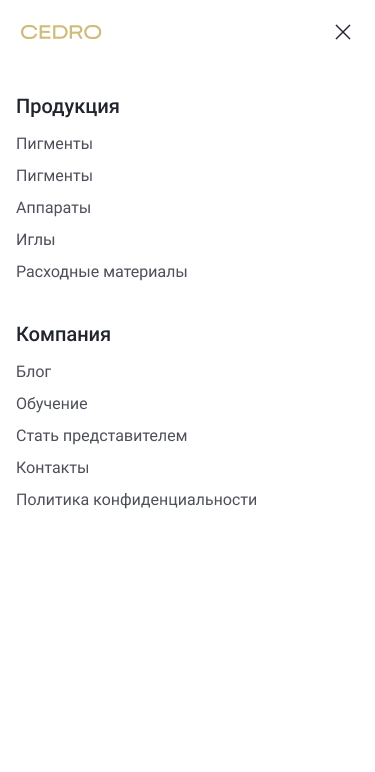 CEDRO
Продукция
Пигменты
Пигменты
Аппараты
Иглы
Расходные материалы
Компания
Блог
Обучение
Стать представителем
Контакты
Политика конфиденциальности